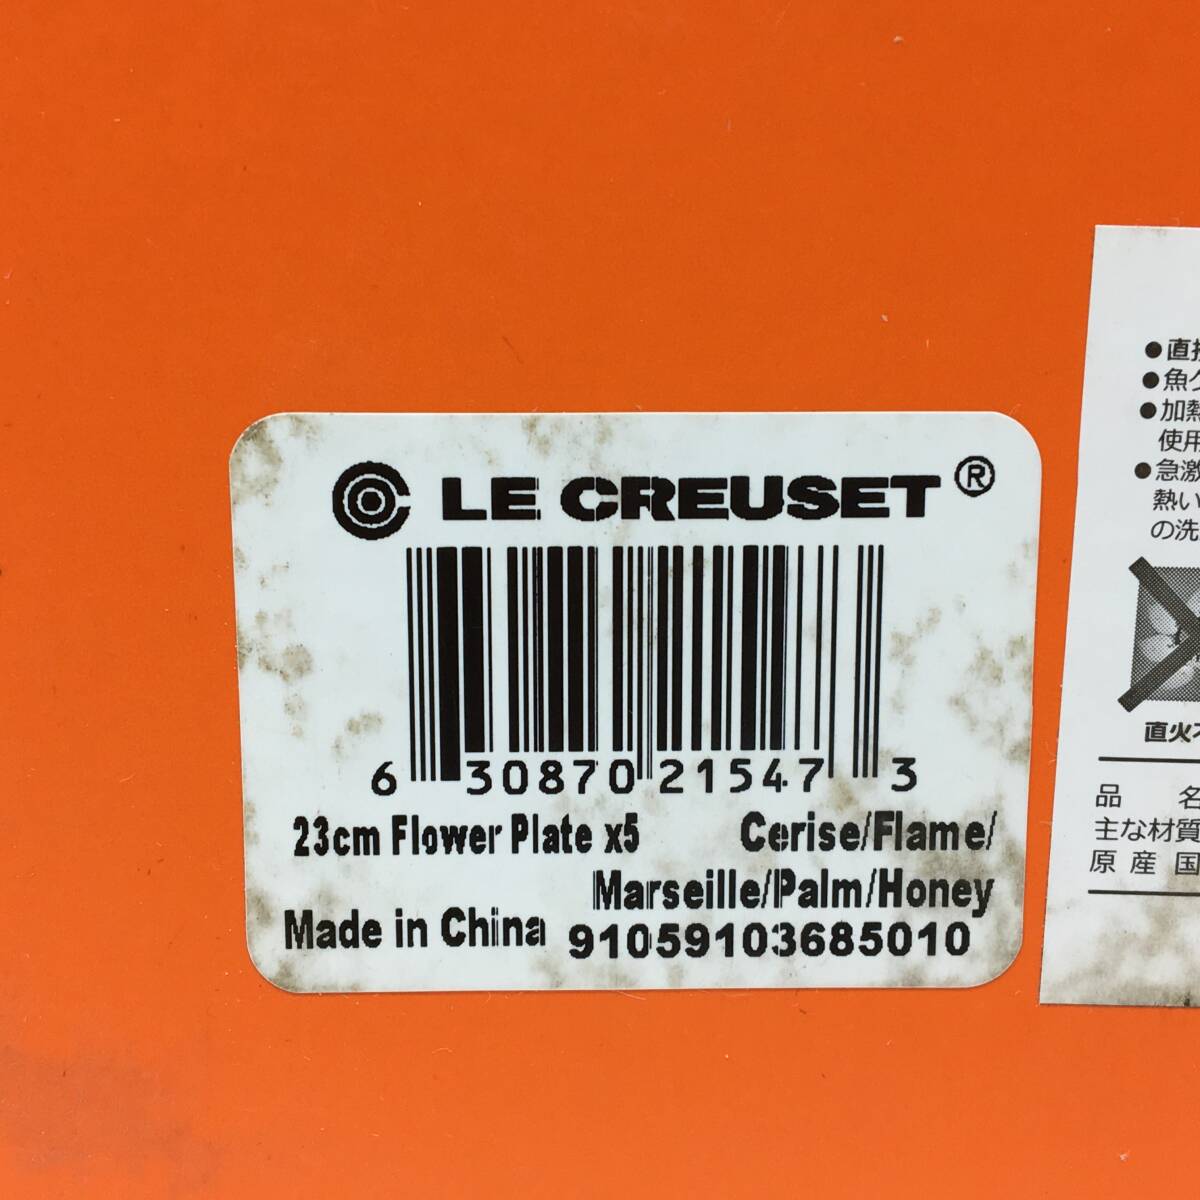 LE CREUSET®
6 30870 21547 3
23cm Flower Plate x5
Cerise/Flame/
Marseille/Palm/Honey
Made in China
91059103685010
●直接
●魚
●加熱
使用
●急激
熱い
の洗
直火
品 名
主な材質
原産国